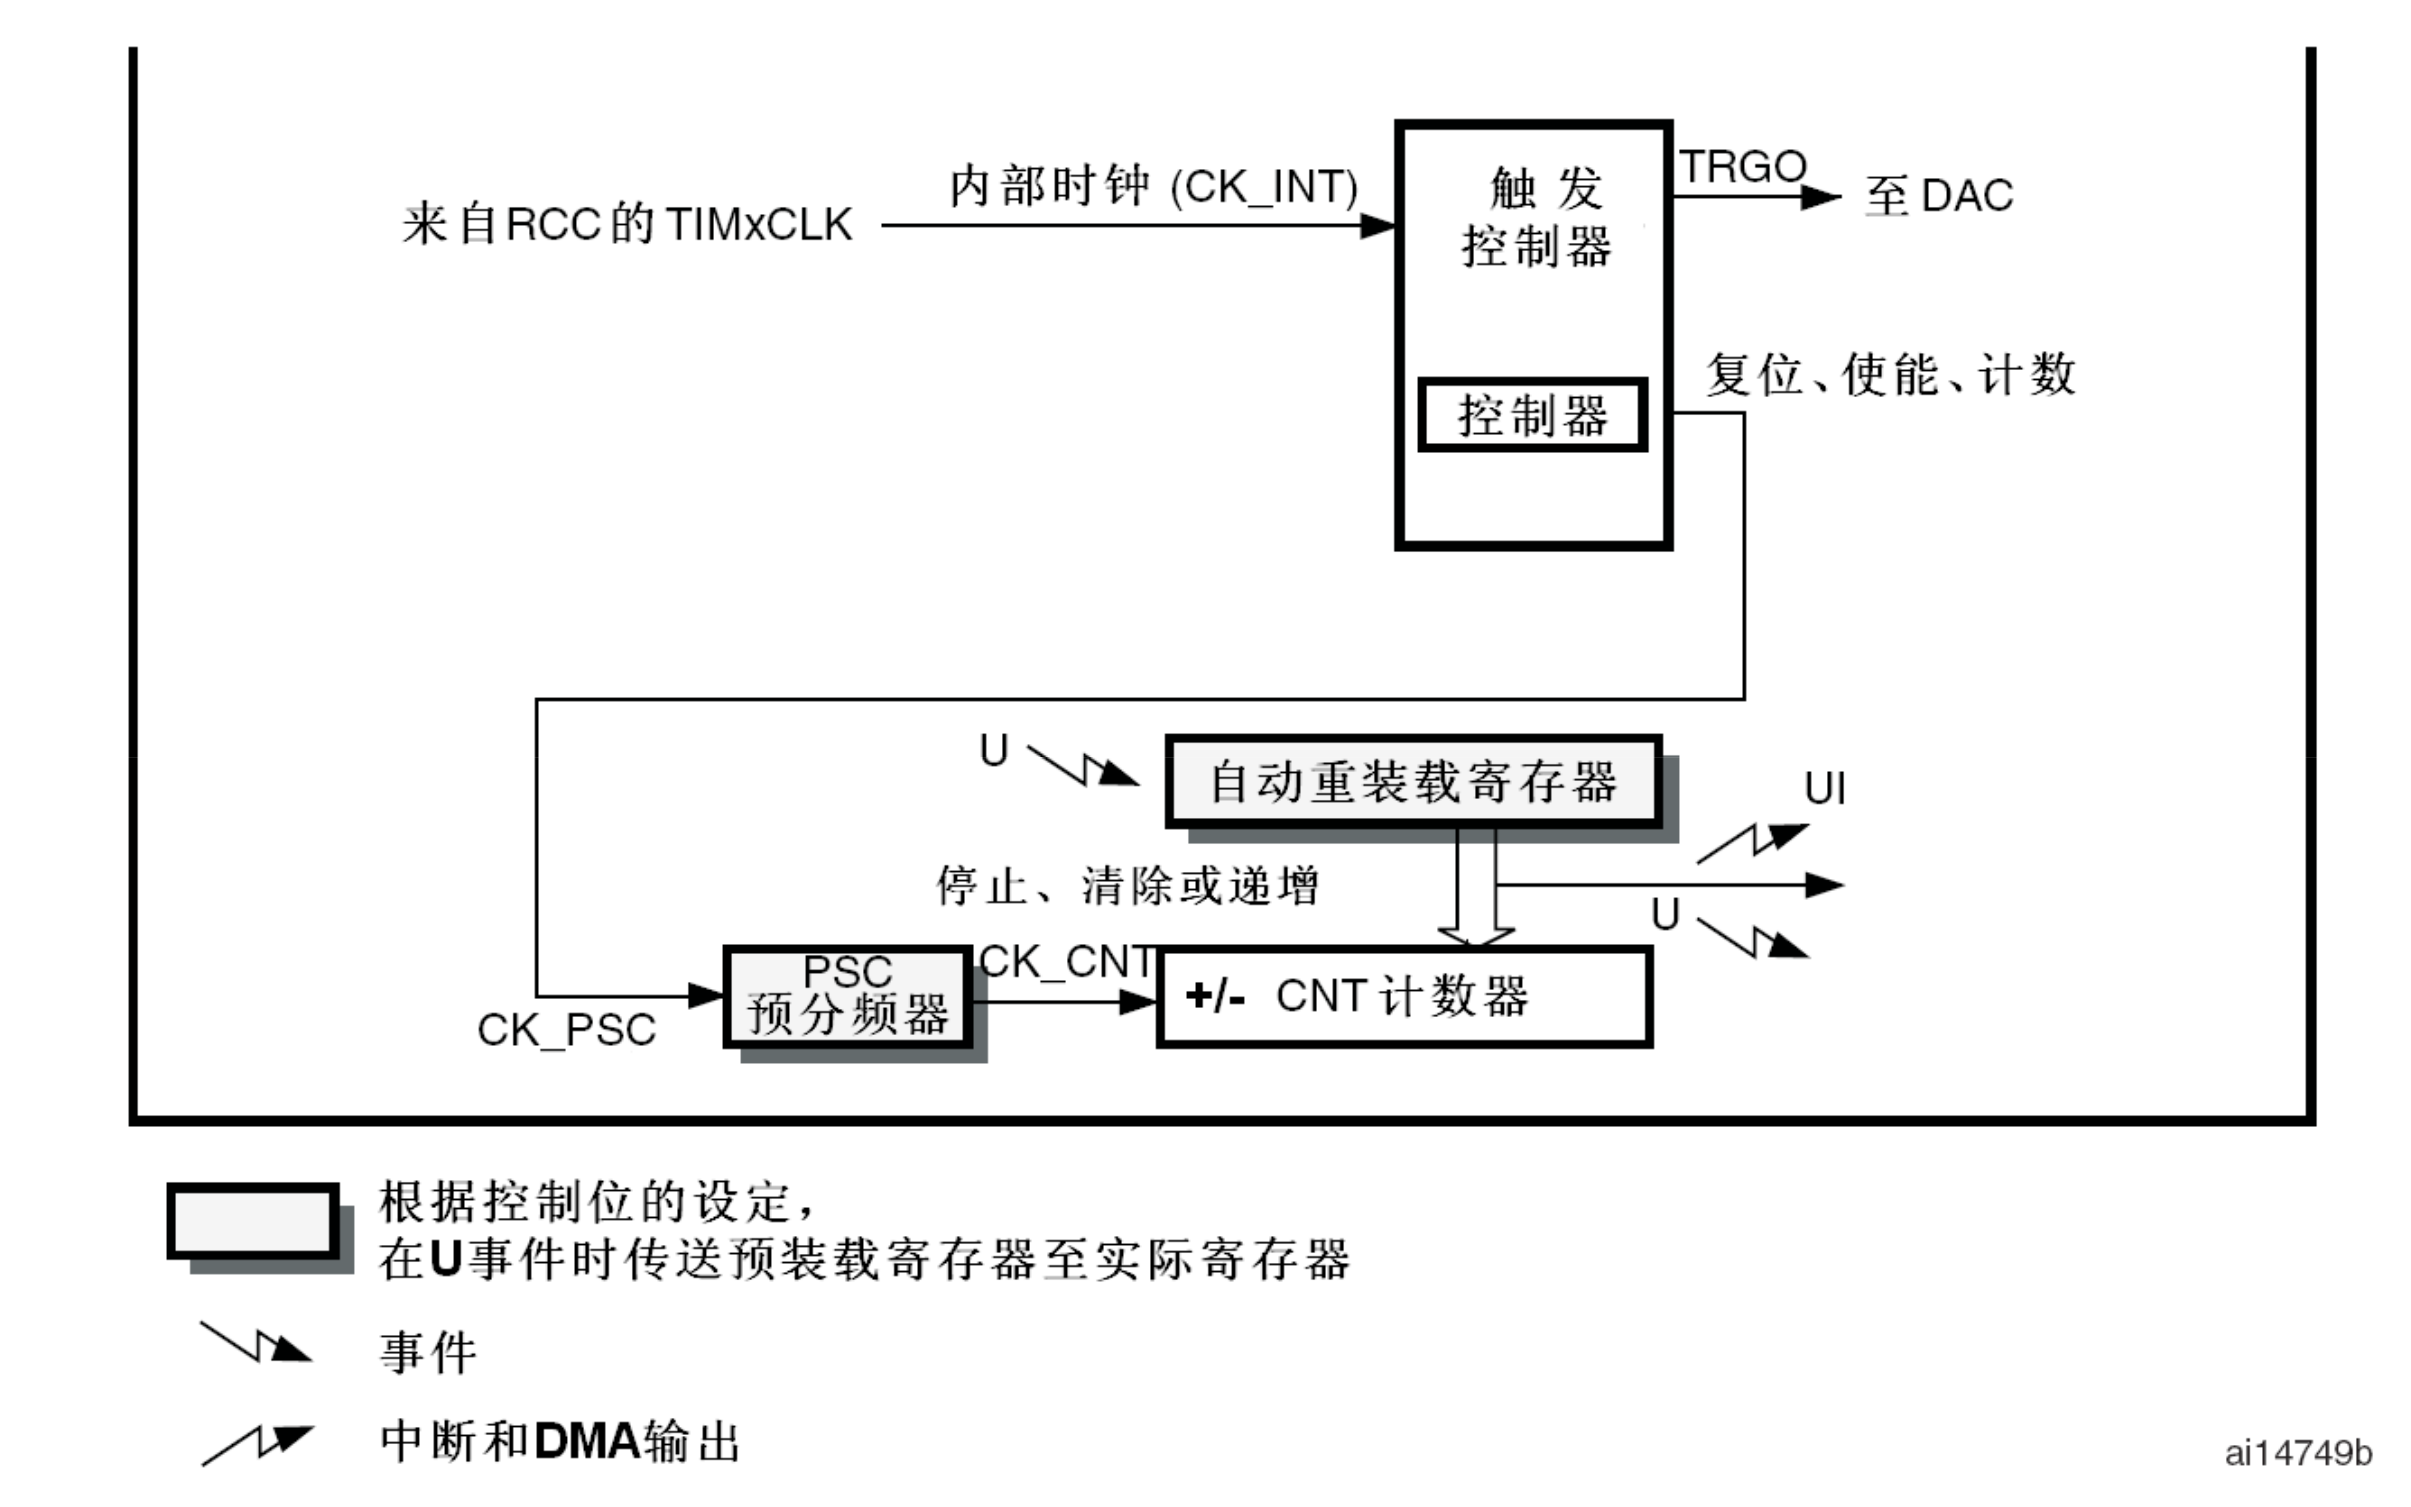 来自RCC的TIMxCLK
内部时钟 (CK_INT)
触发
控制器
TRGO
至DAC
控制器
复位、使能、计数
U
自动重装载寄存器
UI
停止、清除或递增
U
CK_PSC
PSC
预分频器
CK_CNT
+/- CNT计数器
根据控制位的设定，
在U事件时传送预装载寄存器至实际寄存器
事件
中断和DMA输出
ai14749b